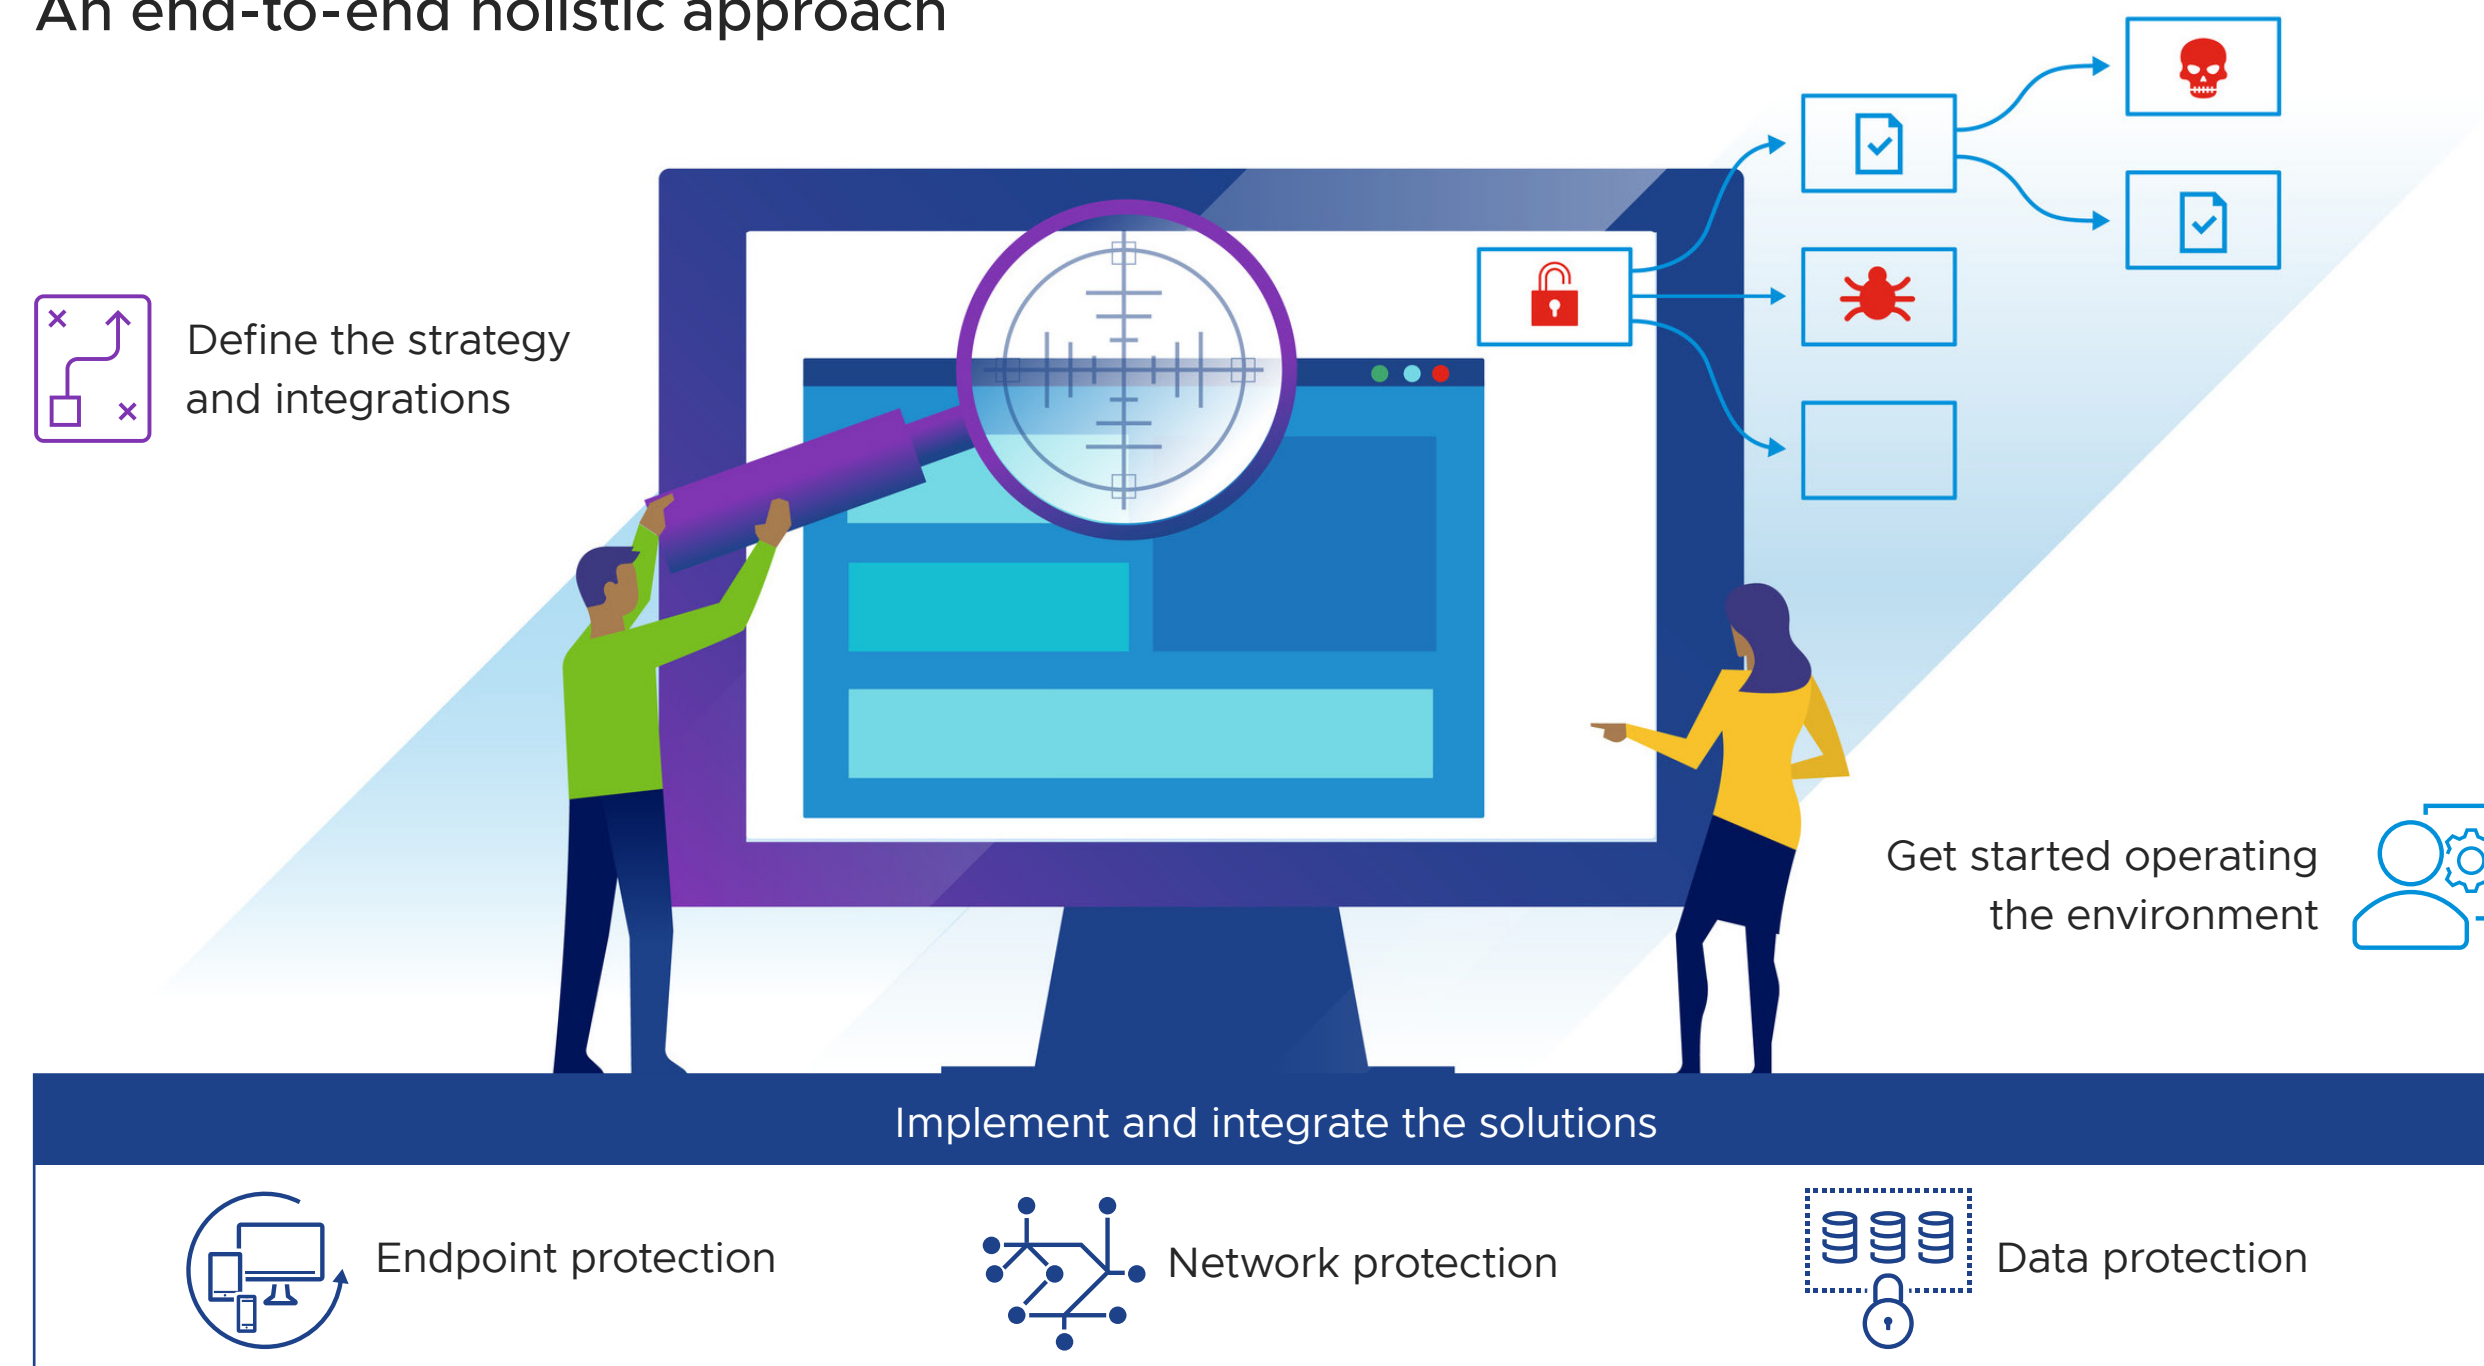 An end-to-end holistic approach
Define the strategy
and integrations
Get started operating
the environment
Implement and integrate the solutions
Endpoint protection
Network protection
Data protection